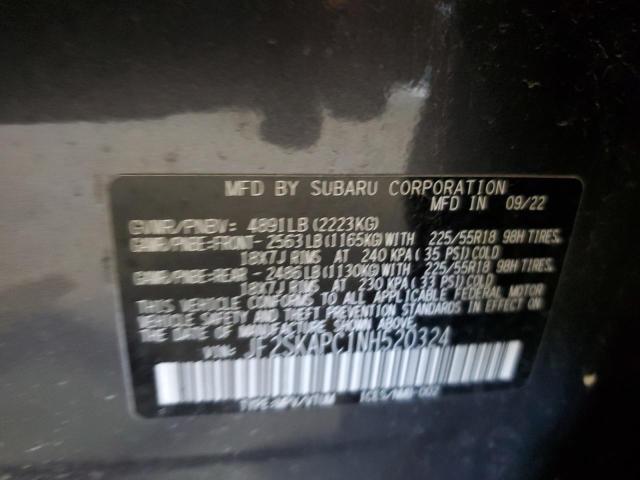 MFD BY SUBARU CORPORATION
MFD IN 09/22
GVWR/PNBV: 4891LB(2223KG)
GAWR/PNBE-FRONT- 2563LB(1165KG)WITH 225/55R18 98H TIRES.
18X7J RIMS AT 240 KPA(35 PSI)COLD
GAWR/PNBE-REAR - 2486LB(1130KG)WITH 225/55R18 98H TIRES.
18X7J RIMS AT 230 KPA(33 PSI)COLD
THIS VEHICLE CONFORMS TO ALL APPLICABLE FEDERAL MOTOR
VEHICLE SAFETY AND THEFT PREVENTION STANDARDS IN EFFECT ON
THE DATE OF MANUFACTURE SHOWN ABOVE.
VIN: JF2SKAPC1NH520324
TYPE:MPV/VTUM